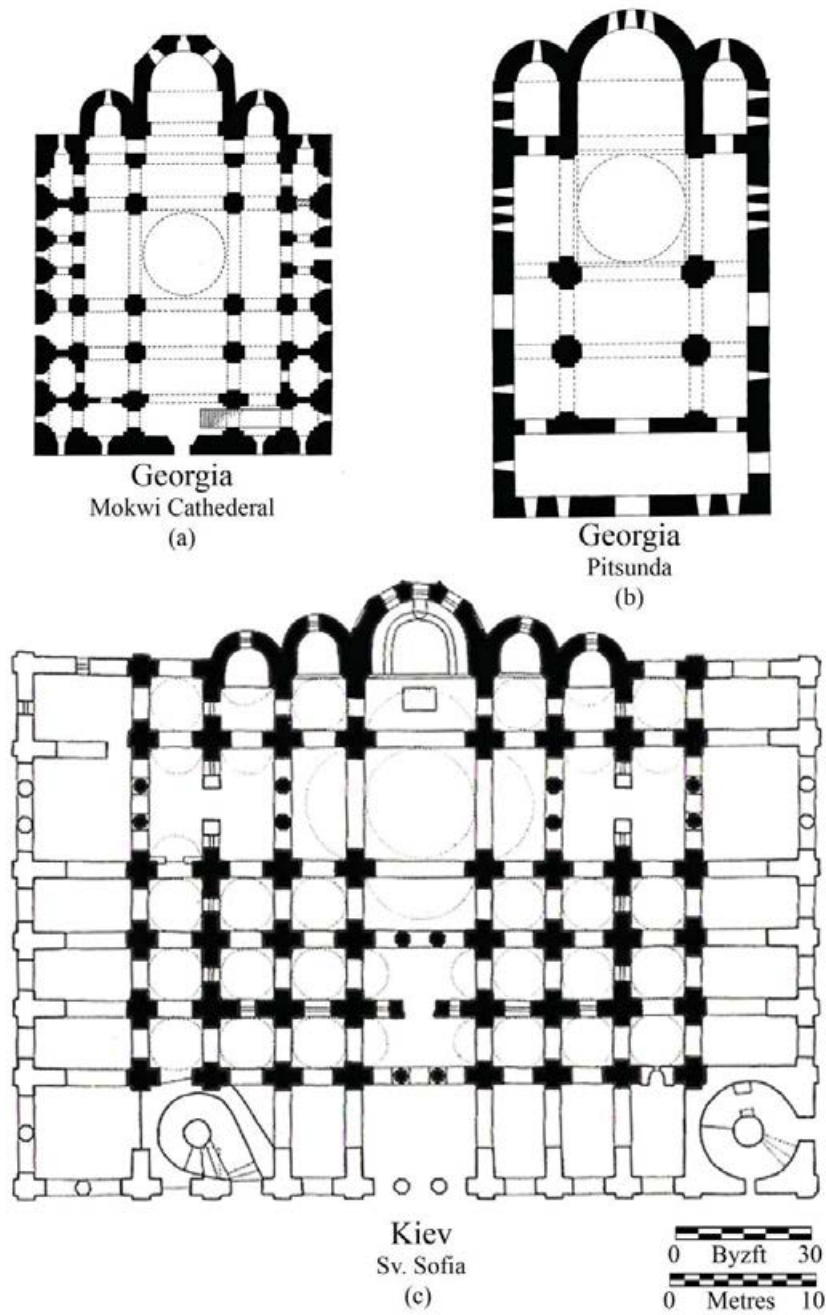 Georgia
Mokwi Cathederal
(a)
Georgia
Pitsunda
(b)
Kiev
Sv. Sofia
(c)
0 Byzft 30
0 Metres 10